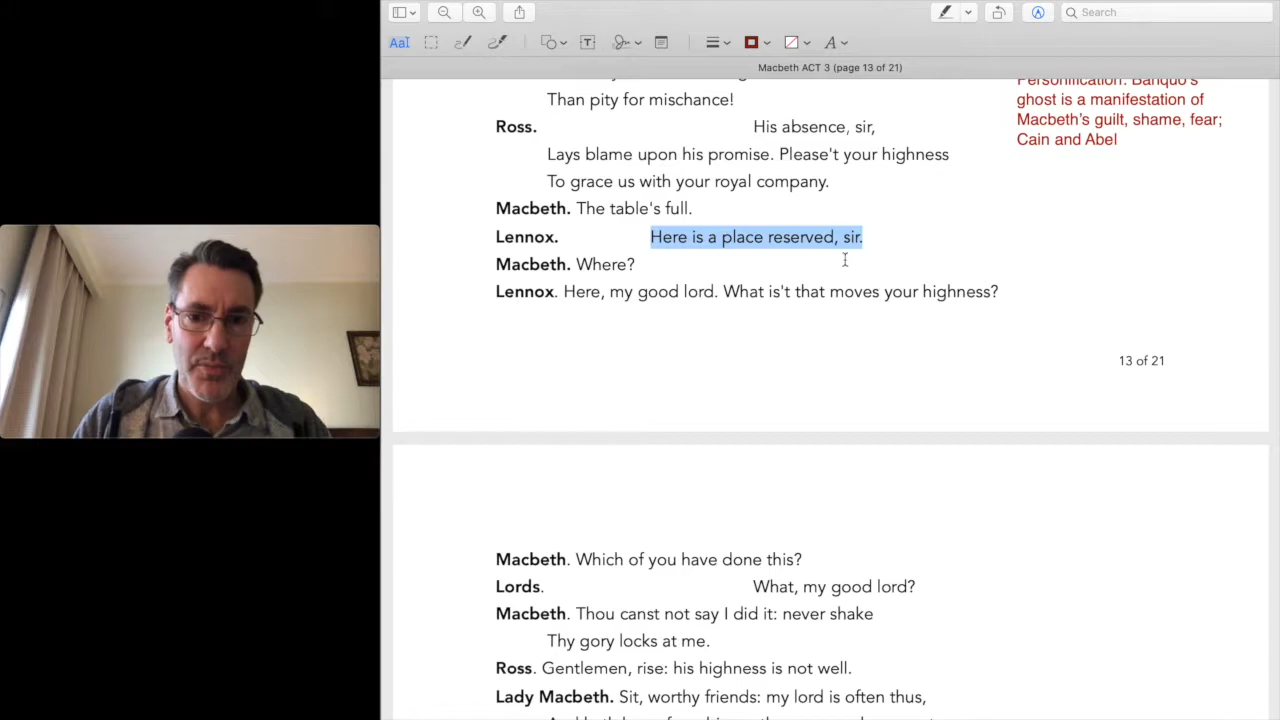 Search
Macbeth ACT 3 (page 13 of 21)
Personification: Banquo's
ghost is a manifestation of
Macbeth's guilt, shame, fear;
Cain and Abel
Than pity for mischance!
Ross. His absence, sir,
Lays blame upon his promise. Please't your highness
To grace us with your royal company.
Macbeth. The table's full.
Lennox. Here is a place reserved, sir.
Macbeth. Where?
Lennox. Here, my good lord. What is't that moves your highness?
13 of 21
Macbeth. Which of you have done this?
Lords. What, my good lord?
Macbeth. Thou canst not say I did it: never shake
Thy gory locks at me.
Ross. Gentlemen, rise: his highness is not well.
Lady Macbeth. Sit, worthy friends: my lord is often thus,